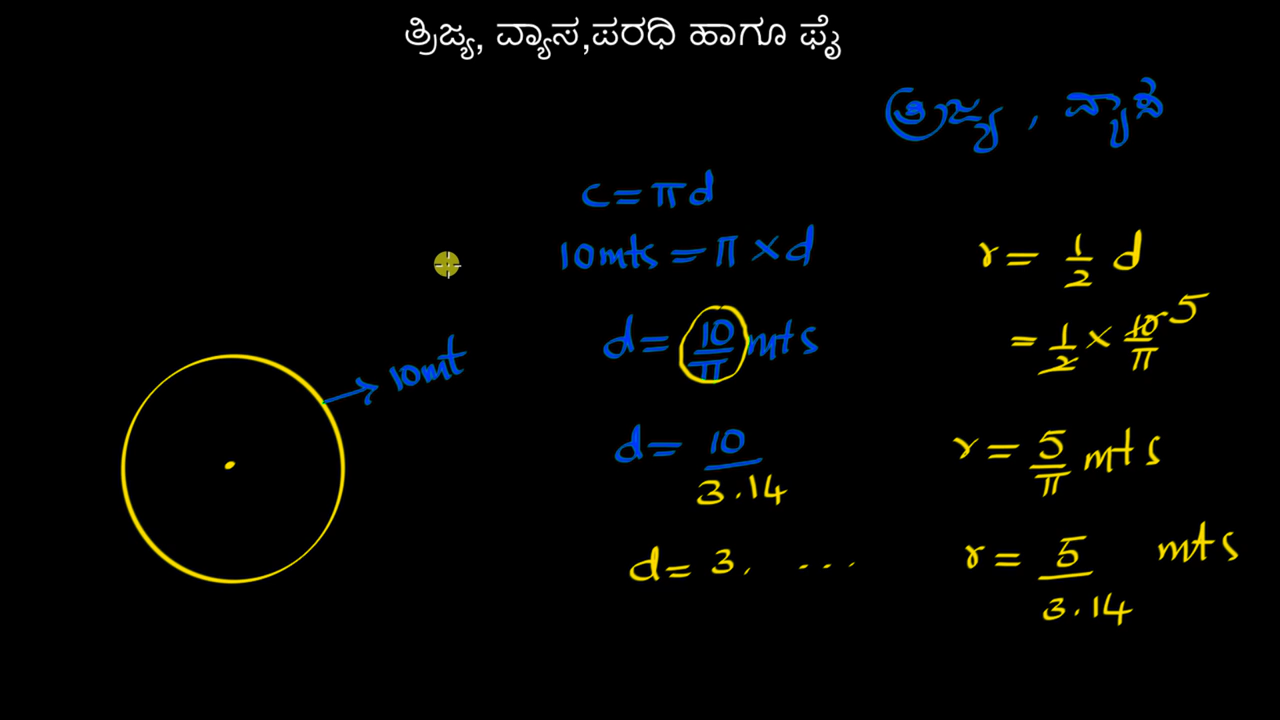 ತ್ರಿಜ್ಯ, ವ್ಯಾಸ,ಪರಧಿ ಹಾಗೂ ಫೈ
ತ್ರಿಜ್ಯ, ವ್ಯಾಸ
c = π d
10mts = π × d
r = 1/2 d
d = 10/π mts
= 1/2 × 10/π 5
10mt
d = 10/3.14
r = 5/π mts
d = 3. ...
r = 5/3.14 mts